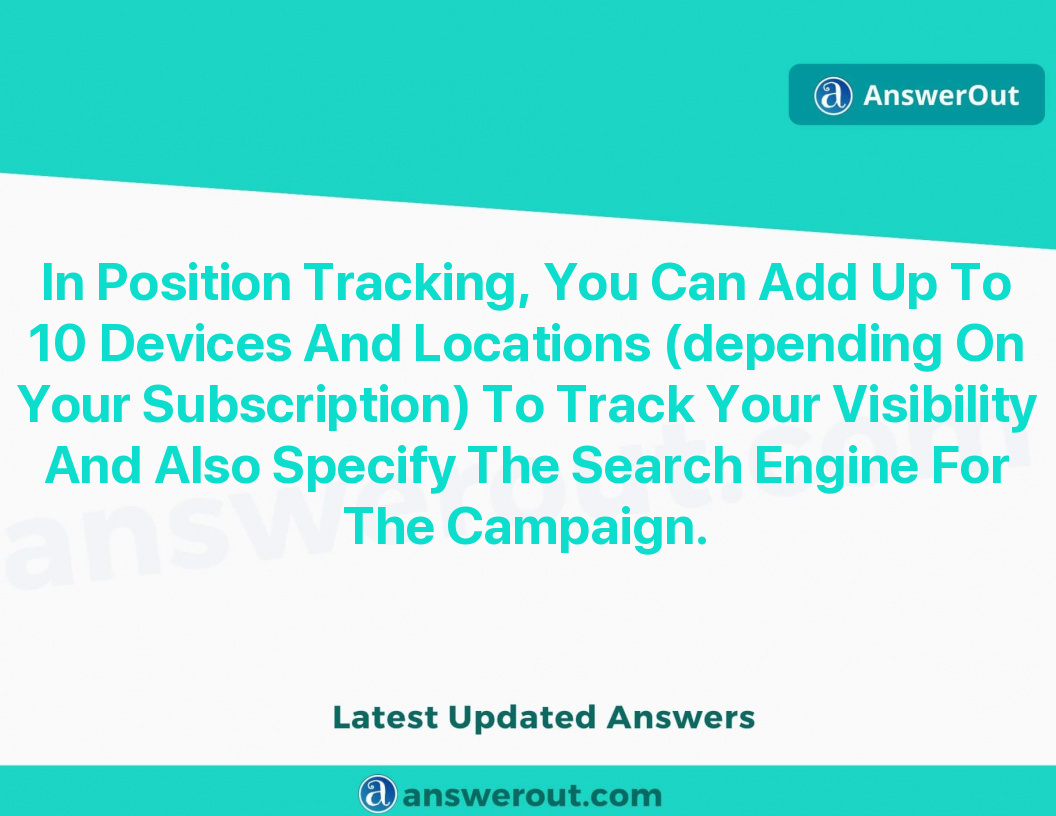 a AnswerOut
In Position Tracking, You Can Add Up To
10 Devices And Locations (depending On
Your Subscription) To Track Your Visibility
And Also Specify The Search Engine For
The Campaign.
answerout.com
Latest Updated Answers
a answerout.com